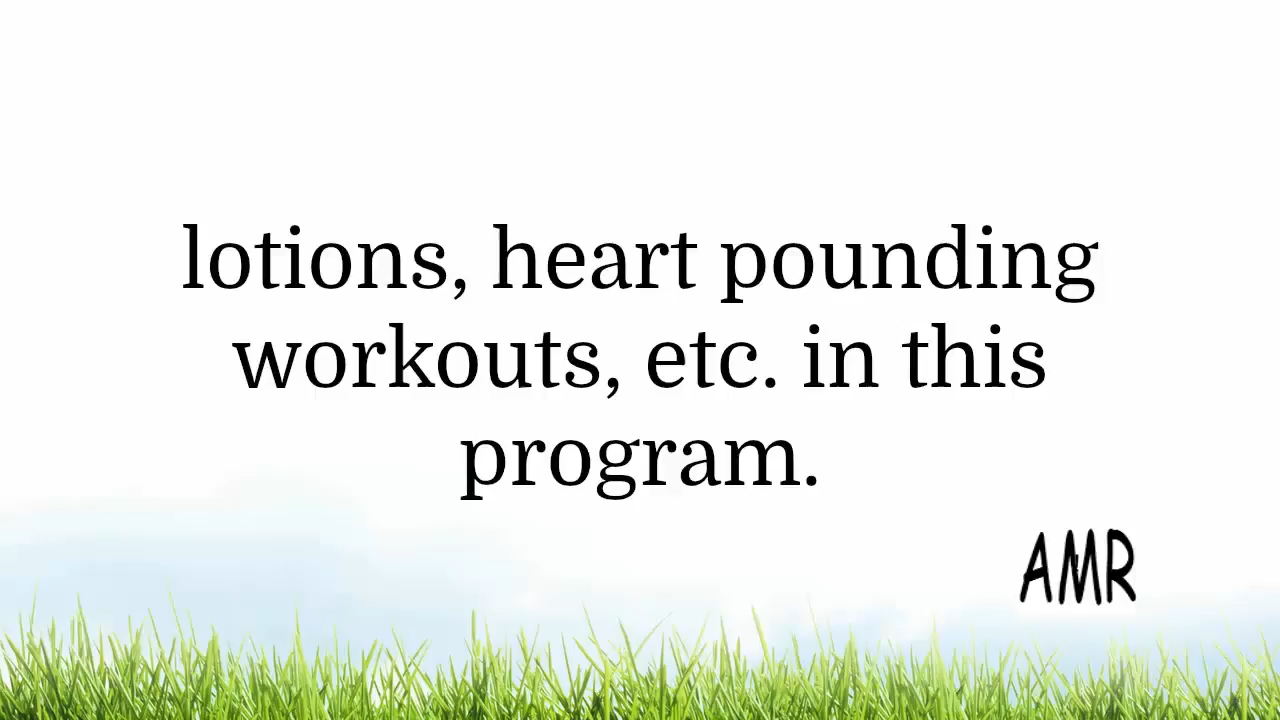 lotions, heart pounding
workouts, etc. in this
program.
AMR